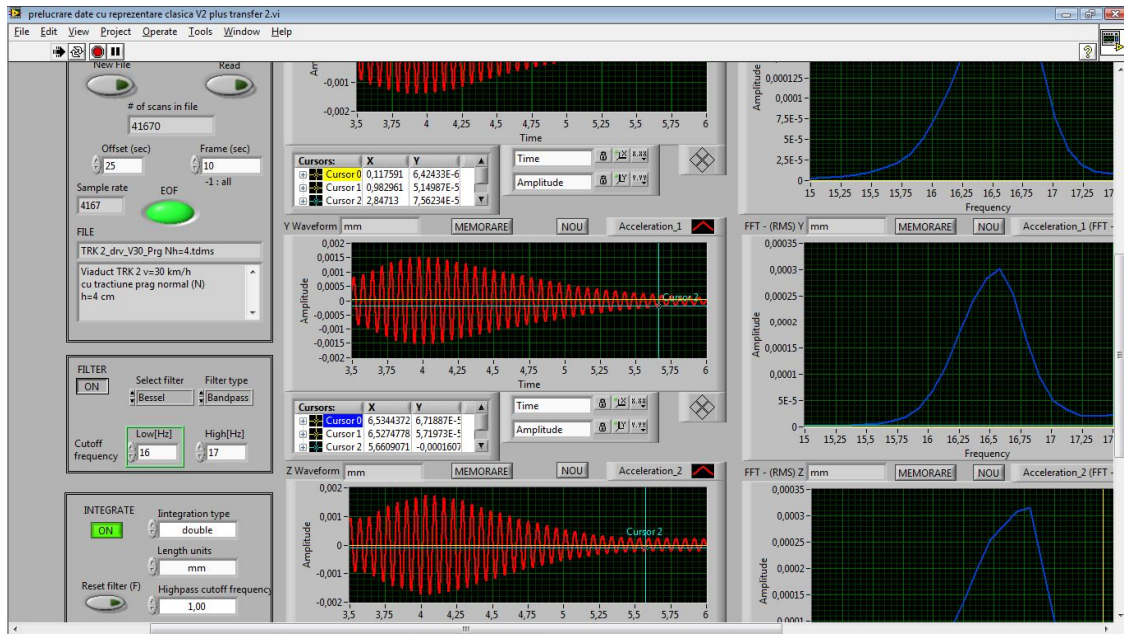 prelucrare date cu reprezentare clasica V2 plus transfer 2.vi
File Edit View Project Operate Tools Window Help
New File Read
# of scans in file
41670
Offset (sec) Frame (sec)
25 10
-1 : all
Sample rate EOF
4167
FILE
TRK 2_drv_V30_Prg Nh=4.tdms
Viaduct TRK 2 v=30 km/h
cu tractiune prag normal (N)
h=4 cm
FILTER
ON
Select filter Filter type
Bessel Bandpass
Cutoff frequency
Low[Hz] High[Hz]
16 17
INTEGRATE
ON
Iintegration type
double
Length units
mm
Reset filter (F)
Highpass cutoff frequency
1,00
Amplitude
-0,001
-0,002
3,5 3,75 4 4,25 4,5 4,75 5 5,25 5,5 5,75 6
Time
Cursors: X Y
Cursor 0 0,117591 6,42433E-6
Cursor 1 0,982961 5,14987E-5
Cursor 2 2,84713 7,56234E-5
Time
Amplitude
Y Waveform mm MEMORARE NOU Acceleration_1
0,002
0,0015
0,001
0,0005
0
-0,0005
-0,001
-0,0015
-0,002
Amplitude
Cursor 2
3,5 3,75 4 4,25 4,5 4,75 5 5,25 5,5 5,75 6
Time
Cursors: X Y
Cursor 0 6,5344372 6,71887E-5
Cursor 1 6,5274778 5,71973E-5
Cursor 2 5,6609071 -0,0001607
Time
Amplitude
Z Waveform mm MEMORARE NOU Acceleration_2
0,002
0,001
0
-0,001
-0,002
Amplitude
Cursor 2
3,5 3,75 4 4,25 4,5 4,75 5 5,25 5,5 5,75 6
Time
Amplitude
0,000125
0,0001
7,5E-5
5E-5
2,5E-5
0
15 15,25 15,5 15,75 16 16,25 16,5 16,75 17
Frequency
FFT - (RMS) Y mm MEMORARE NOU Acceleration_1 (FFT -
0,00035
0,0003
0,00025
0,0002
0,00015
0,0001
5E-5
0
Amplitude
15 15,25 15,5 15,75 16 16,25 16,5 16,75 17
Frequency
FFT - (RMS) Z mm MEMORARE NOU Acceleration_2 (FFT -
0,00035
0,0003
0,00025
0,0002
0,00015
0,0001
Amplitude